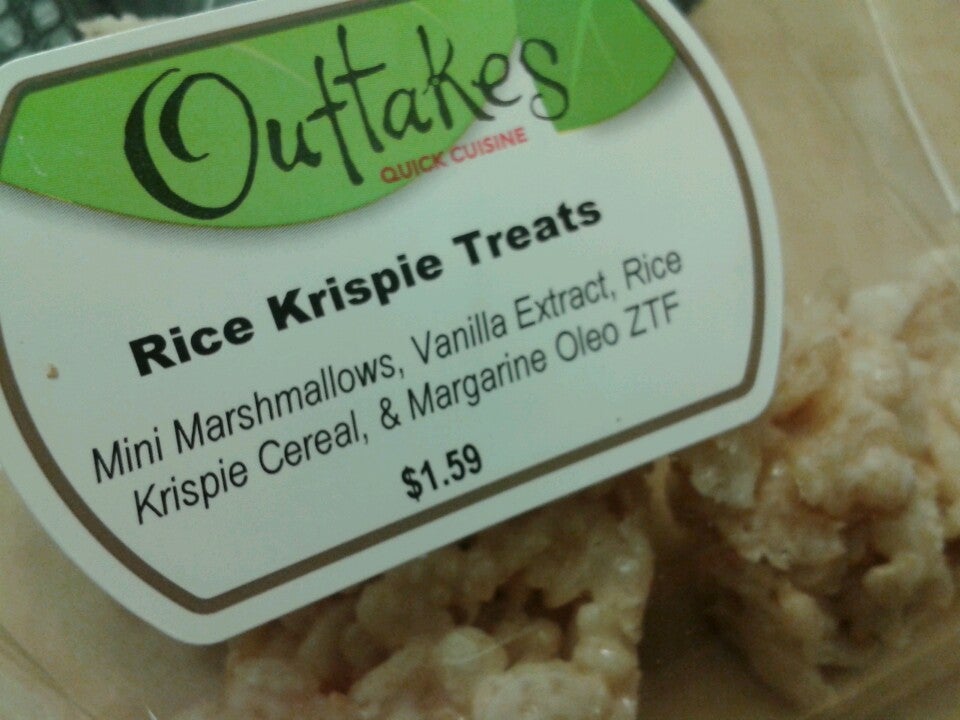 Outtakes
QUICK CUISINE
Rice Krispie Treats
Mini Marshmallows, Vanilla Extract, Rice
Krispie Cereal, & Margarine Oleo ZTF
$1.59